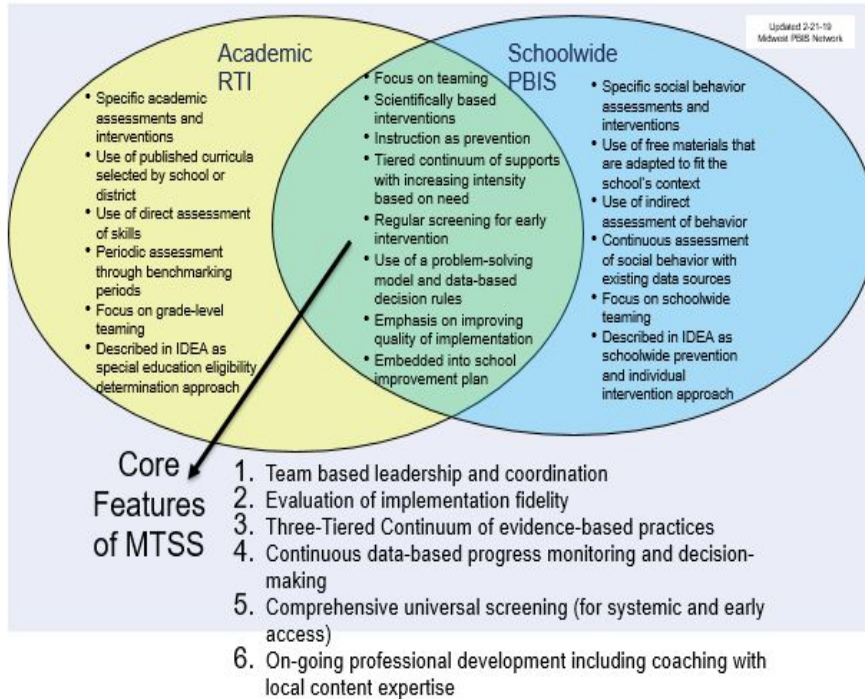 Updated 2-21-19
Midwest PBIS Network
Academic
RTI
• Specific academic
assessments and
interventions
• Use of published curricula
selected by school or
district
• Use of direct assessment
of skills
• Periodic assessment
through benchmarking
periods
• Focus on grade-level
teaming
• Described in IDEA as
special education eligibility
determination approach
• Focus on teaming
• Scientifically based
interventions
• Instruction as prevention
• Tiered continuum of supports
with increasing intensity
based on need
• Regular screening for early
intervention
• Use of a problem-solving
model and data-based
decision rules
• Emphasis on improving
quality of implementation
• Embedded into school
improvement plan
Schoolwide
PBIS
• Specific social behavior
assessments and
interventions
• Use of free materials that
are adapted to fit the
school's context
• Use of indirect
assessment of behavior
• Continuous assessment
of social behavior with
existing data sources
• Focus on schoolwide
teaming
• Described in IDEA as
schoolwide prevention
and individual
intervention approach
Core
Features
of MTSS
1. Team based leadership and coordination
2. Evaluation of implementation fidelity
3. Three-Tiered Continuum of evidence-based practices
4. Continuous data-based progress monitoring and decision-
making
5. Comprehensive universal screening (for systemic and early
access)
6. On-going professional development including coaching with
local content expertise